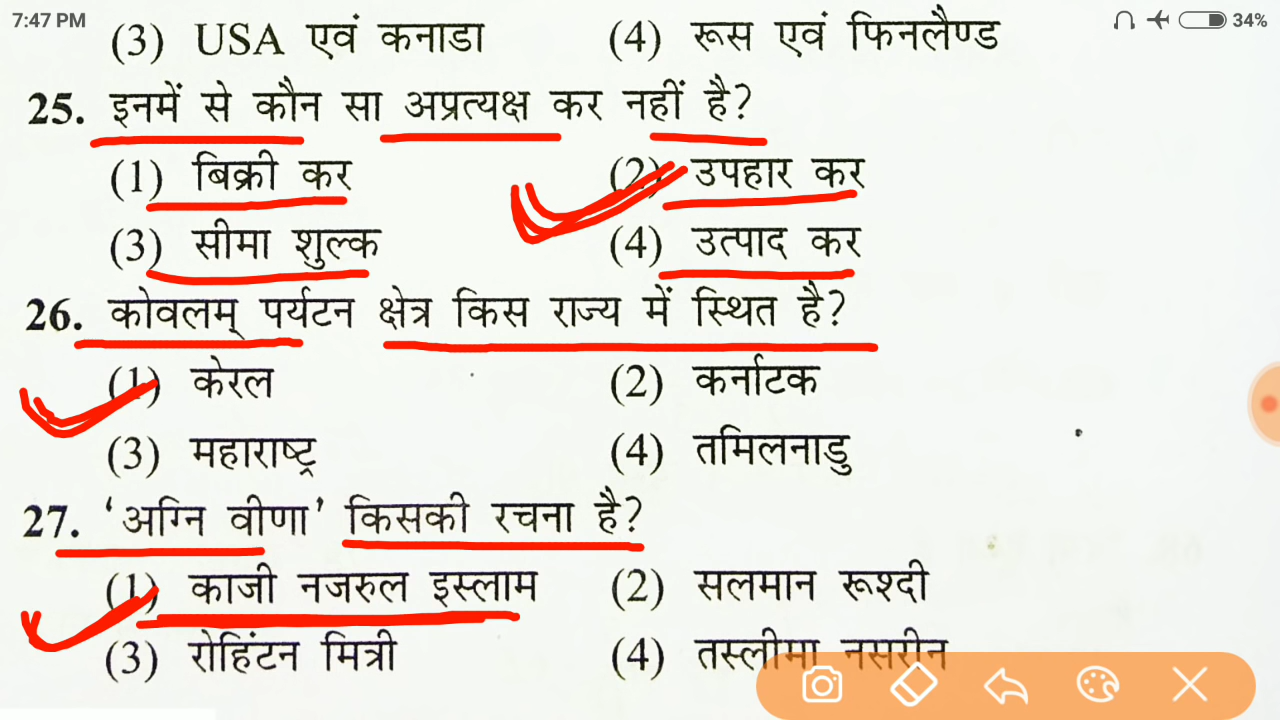 7:47 PM 34%
(3) USA एवं कनाडा (4) रूस एवं फिनलैण्ड
25. इनमें से कौन सा अप्रत्यक्ष कर नहीं है?
(1) बिक्री कर (2) उपहार कर
(3) सीमा शुल्क (4) उत्पाद कर
26. कोवलम् पर्यटन क्षेत्र किस राज्य में स्थित है?
(1) केरल (2) कर्नाटक
(3) महाराष्ट्र (4) तमिलनाडु
27. ‘अग्नि वीणा’ किसकी रचना है?
(1) काजी नजरुल इस्लाम (2) सलमान रूश्दी
(3) रोहिंटन मित्री (4) तस्लीमा नसरीन